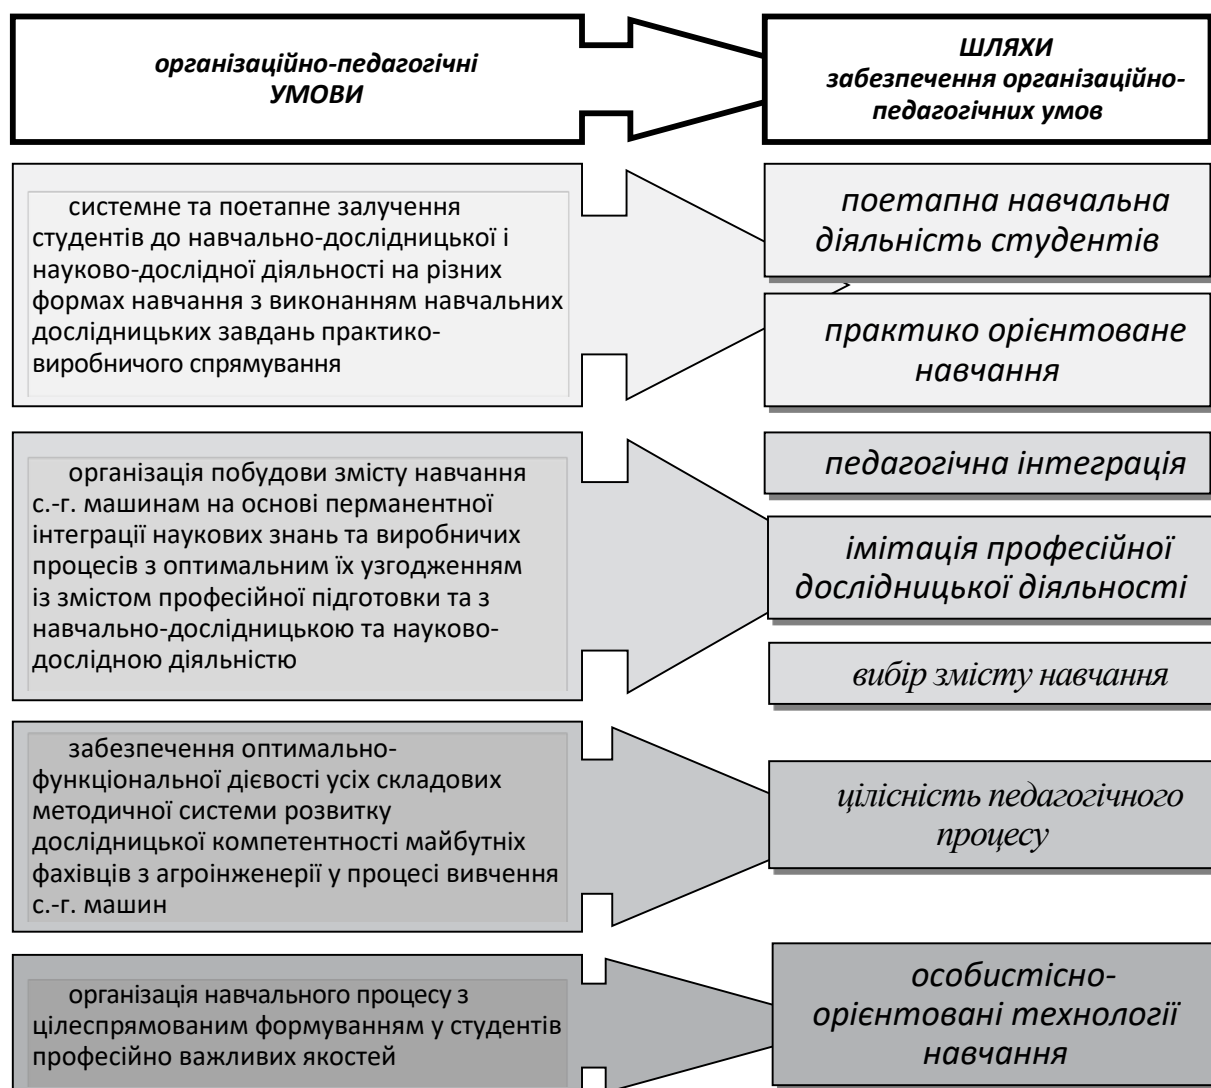 організаційно-педагогічні
УМОВИ
ШЛЯХИ
забезпечення організаційно-
педагогічних умов
системне та поетапне залучення
студентів до навчально-дослідницької і
науково-дослідної діяльності на різних
формах навчання з виконанням навчальних
дослідницьких завдань практико-
виробничого спрямування
поетапна навчальна
діяльність студентів
практико орієнтоване
навчання
організація побудови змісту навчання
с.-г. машинам на основі перманентної
інтеграції наукових знань та виробничих
процесів з оптимальним їх узгодженням
із змістом професійної підготовки та з
навчально-дослідницькою та науково-
дослідною діяльністю
педагогічна інтеграція
імітація професійної
дослідницької діяльності
вибір змісту навчання
забезпечення оптимально-
функціональної дієвості усіх складових
методичної системи розвитку
дослідницької компетентності майбутніх
фахівців з агроінженерії у процесі вивчення
с.-г. машин
цілісність педагогічного
процесу
організація навчального процесу з
цілеспрямованим формуванням у студентів
професійно важливих якостей
особистісно-
орієнтовані технології
навчання